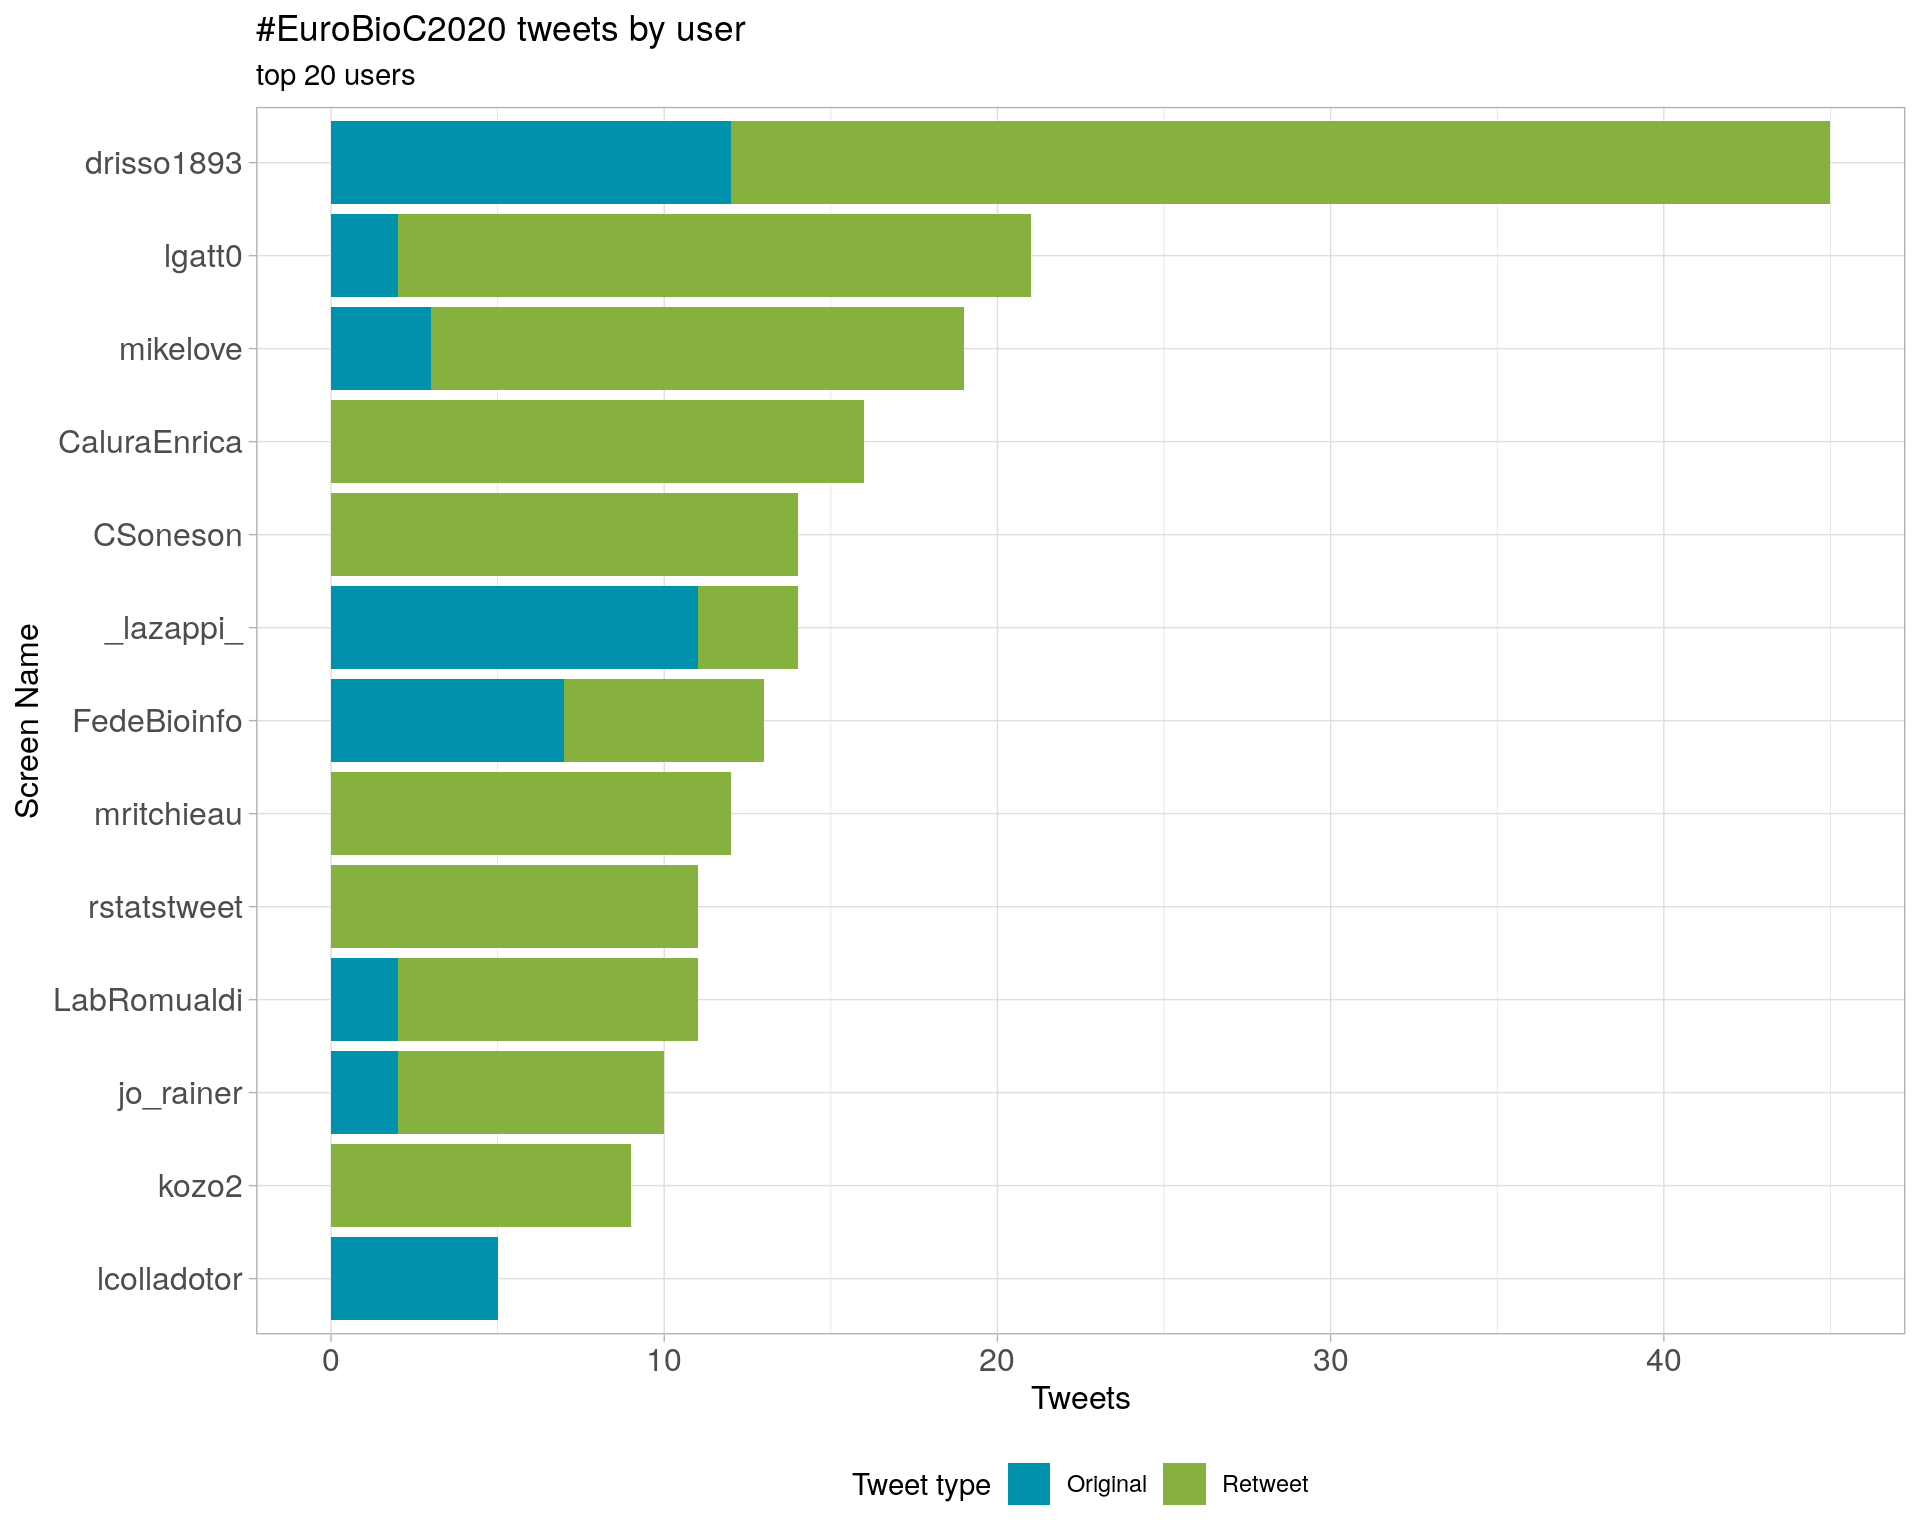 #EuroBioC2020 tweets by user
top 20 users
Screen Name
drisso1893
lgatt0
mikelove
CaluraEnrica
CSoneson
_lazappi_
FedeBioinfo
mritchieau
rstatstweet
LabRomualdi
jo_rainer
kozo2
lcolladotor
0 10 20 30 40
Tweets
Tweet type Original Retweet